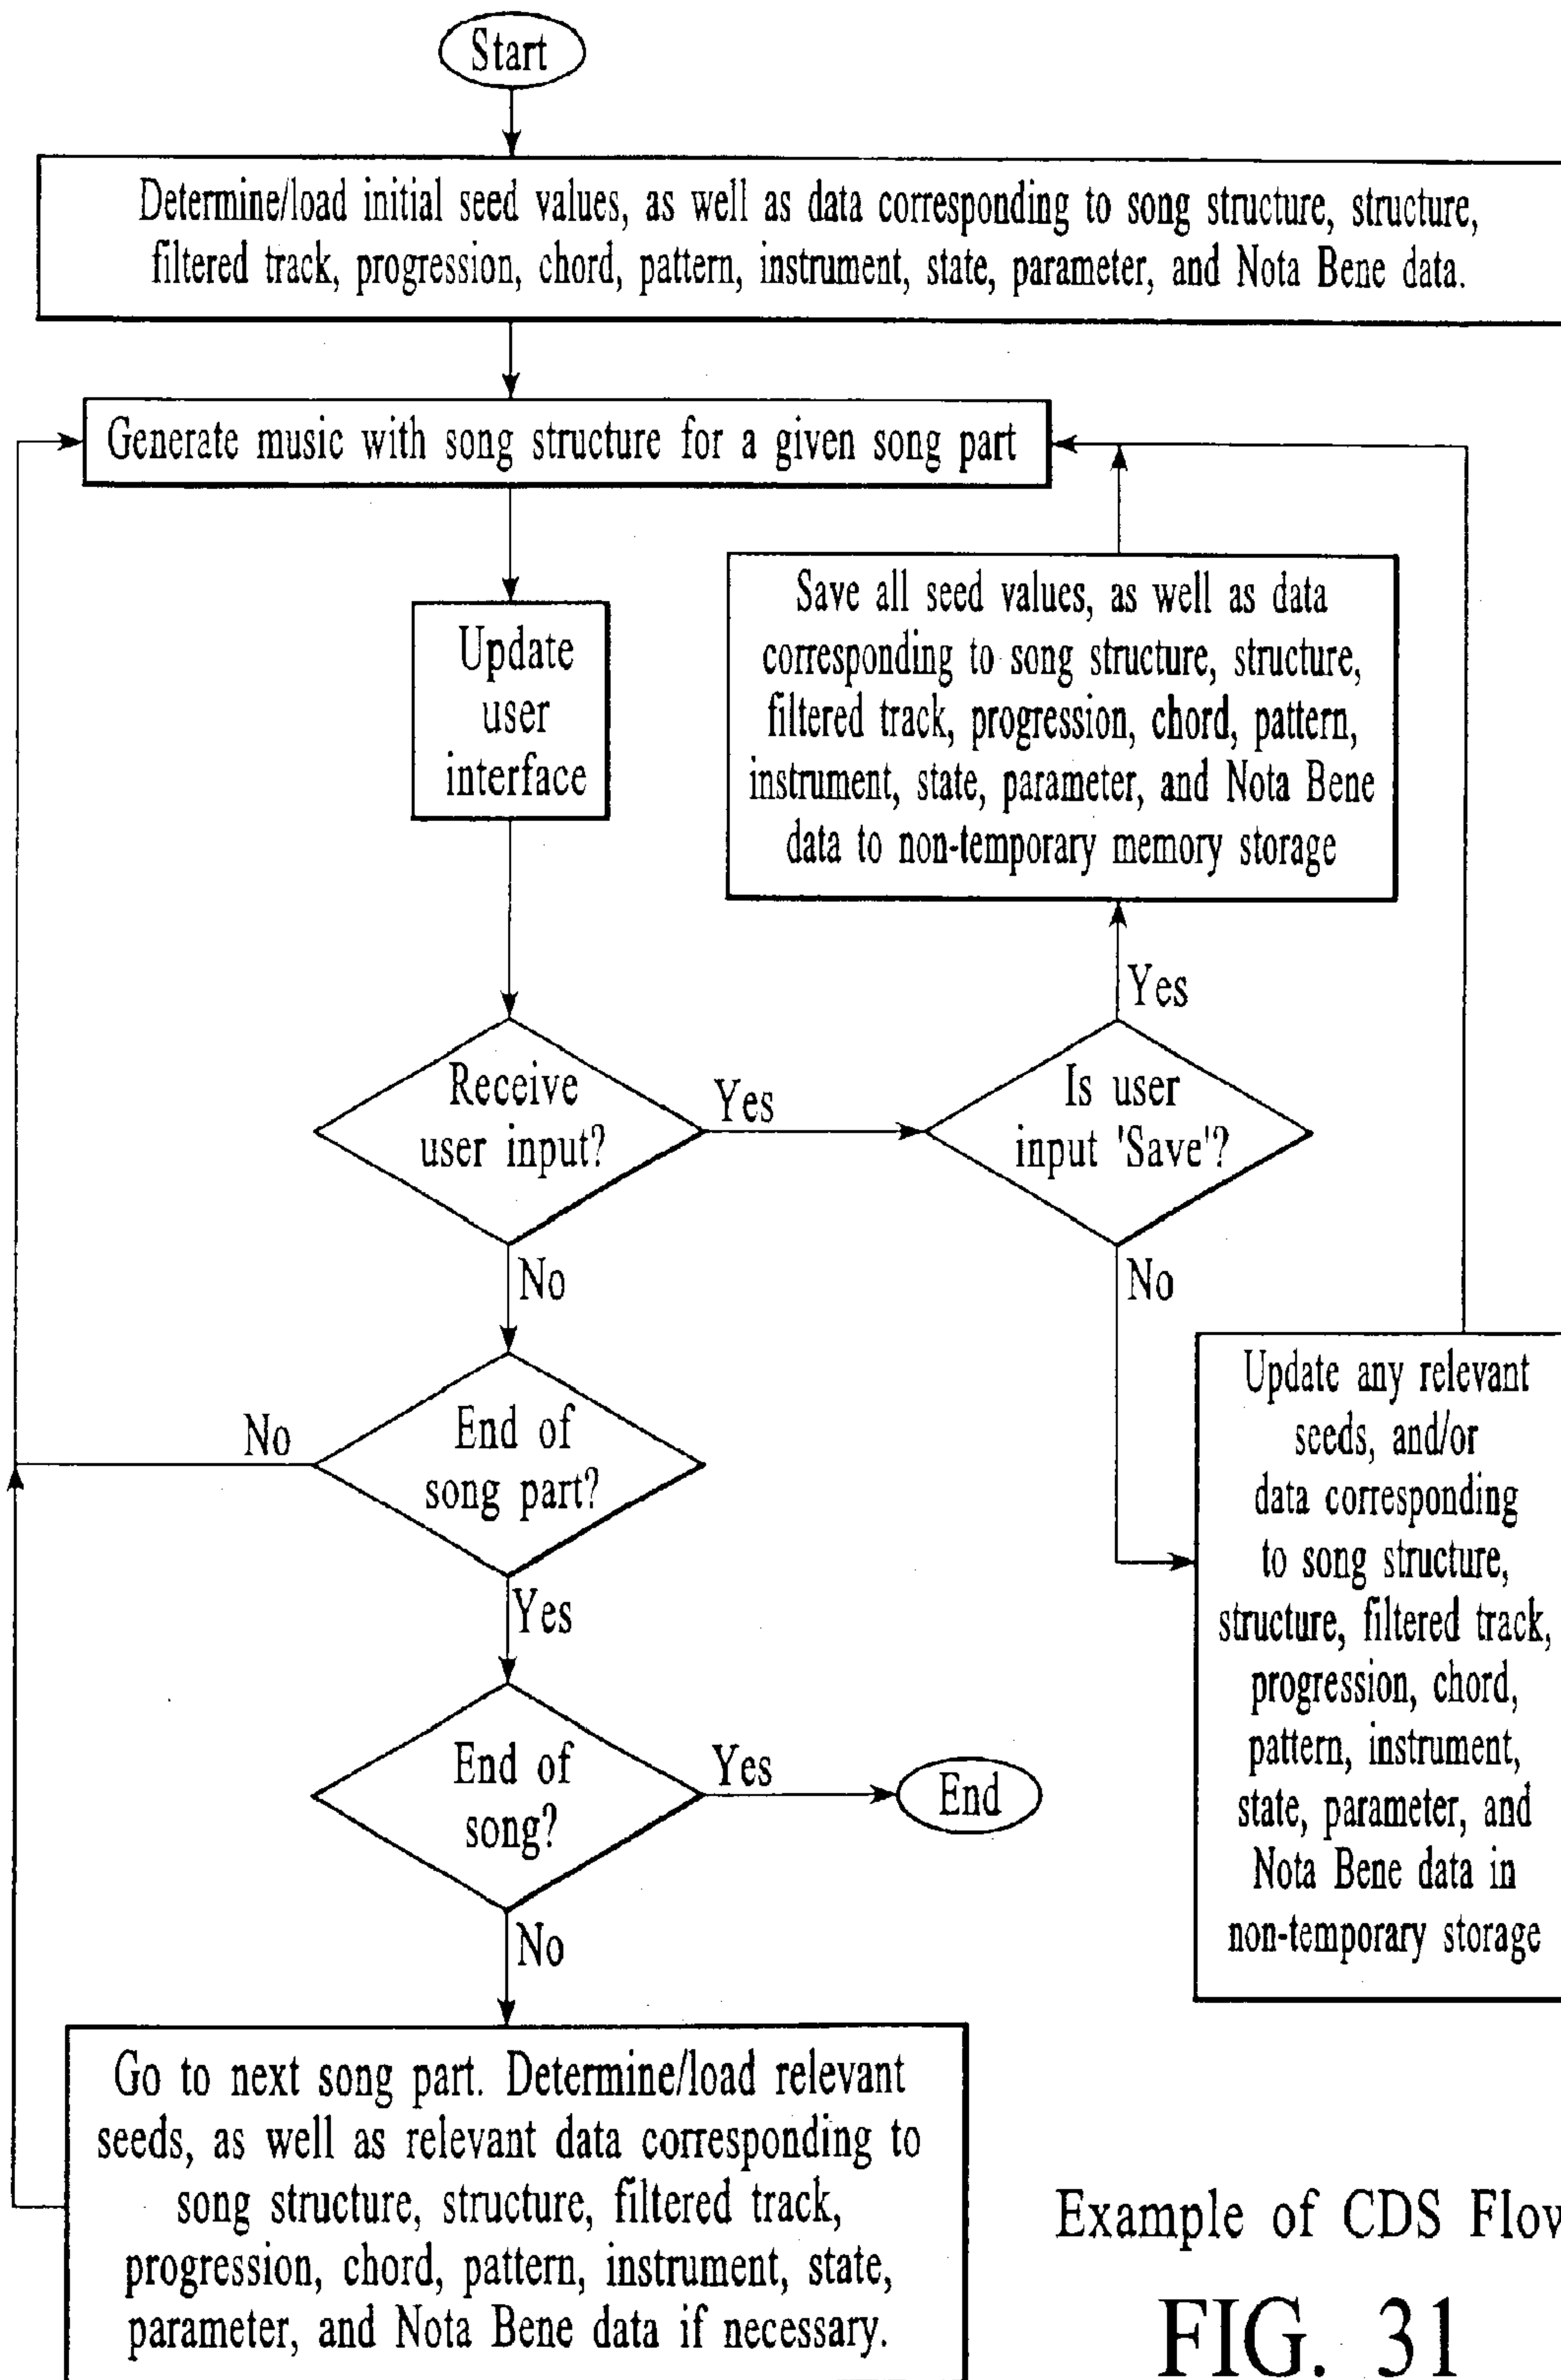 Start
Determine/load initial seed values, as well as data corresponding to song structure, structure,
filtered track, progression, chord, pattern, instrument, state, parameter, and Nota Bene data.
Generate music with song structure for a given song part
Update
user
interface
Save all seed values, as well as data
corresponding to song structure, structure,
filtered track, progression, chord, pattern,
instrument, state, parameter, and Nota Bene
data to non-temporary memory storage
Yes
Receive
user input?
Yes
Is user
input 'Save'?
No
No
Update any relevant
seeds, and/or
data corresponding
to song structure,
structure, filtered track,
progression, chord,
pattern, instrument,
state, parameter, and
Nota Bene data in
non-temporary storage
End of
song part?
No
Yes
End of
song?
Yes
End
No
Go to next song part. Determine/load relevant
seeds, as well as relevant data corresponding to
song structure, structure, filtered track,
progression, chord, pattern, instrument, state,
parameter, and Nota Bene data if necessary.
Example of CDS Flow
FIG. 31